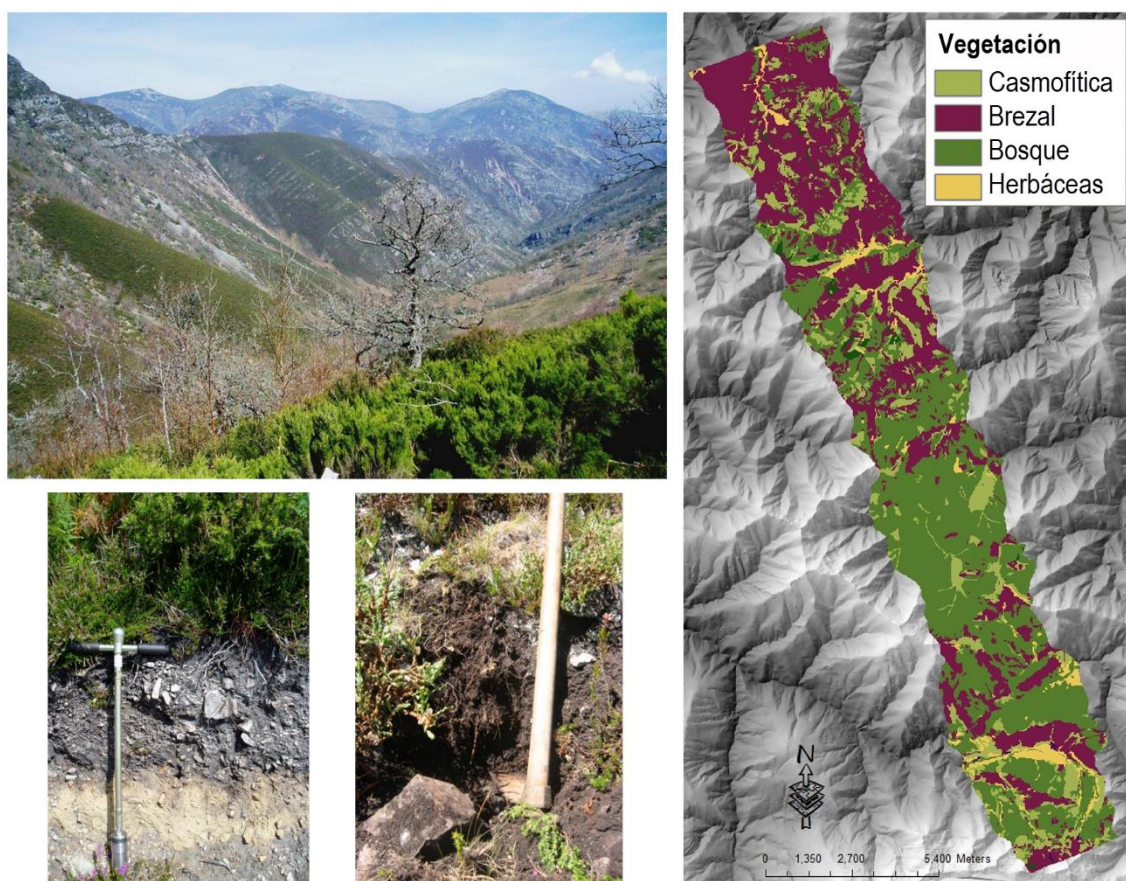 Vegetación
Casmofítica
Brezal
Bosque
Herbáceas
N
0 1,350 2,700 5,400 Meters